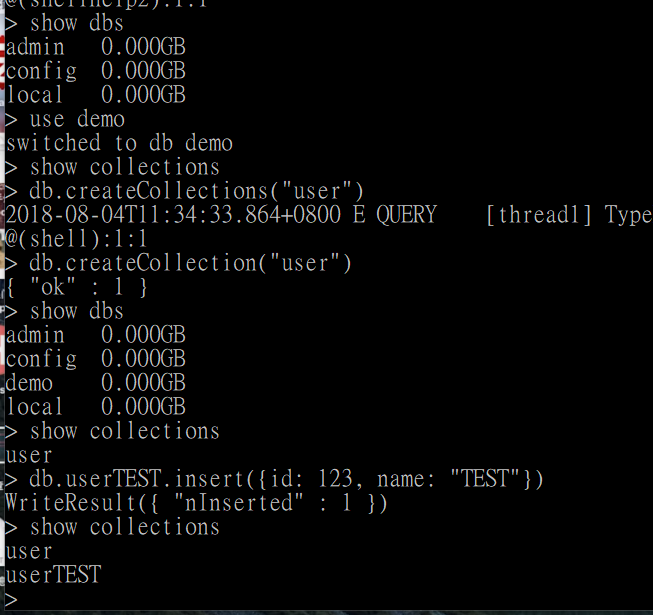 @(shellhelp2):1:1
> show dbs
admin   0.000GB
config  0.000GB
local   0.000GB
> use demo
switched to db demo
> show collections
> db.createCollections("user")
2018-08-04T11:34:33.864+0800 E QUERY    [thread1] Type
@(shell):1:1
> db.createCollection("user")
{ "ok" : 1 }
> show dbs
admin   0.000GB
config  0.000GB
demo    0.000GB
local   0.000GB
> show collections
user
> db.userTEST.insert({id: 123, name: "TEST"})
WriteResult({ "nInserted" : 1 })
> show collections
user
userTEST
>